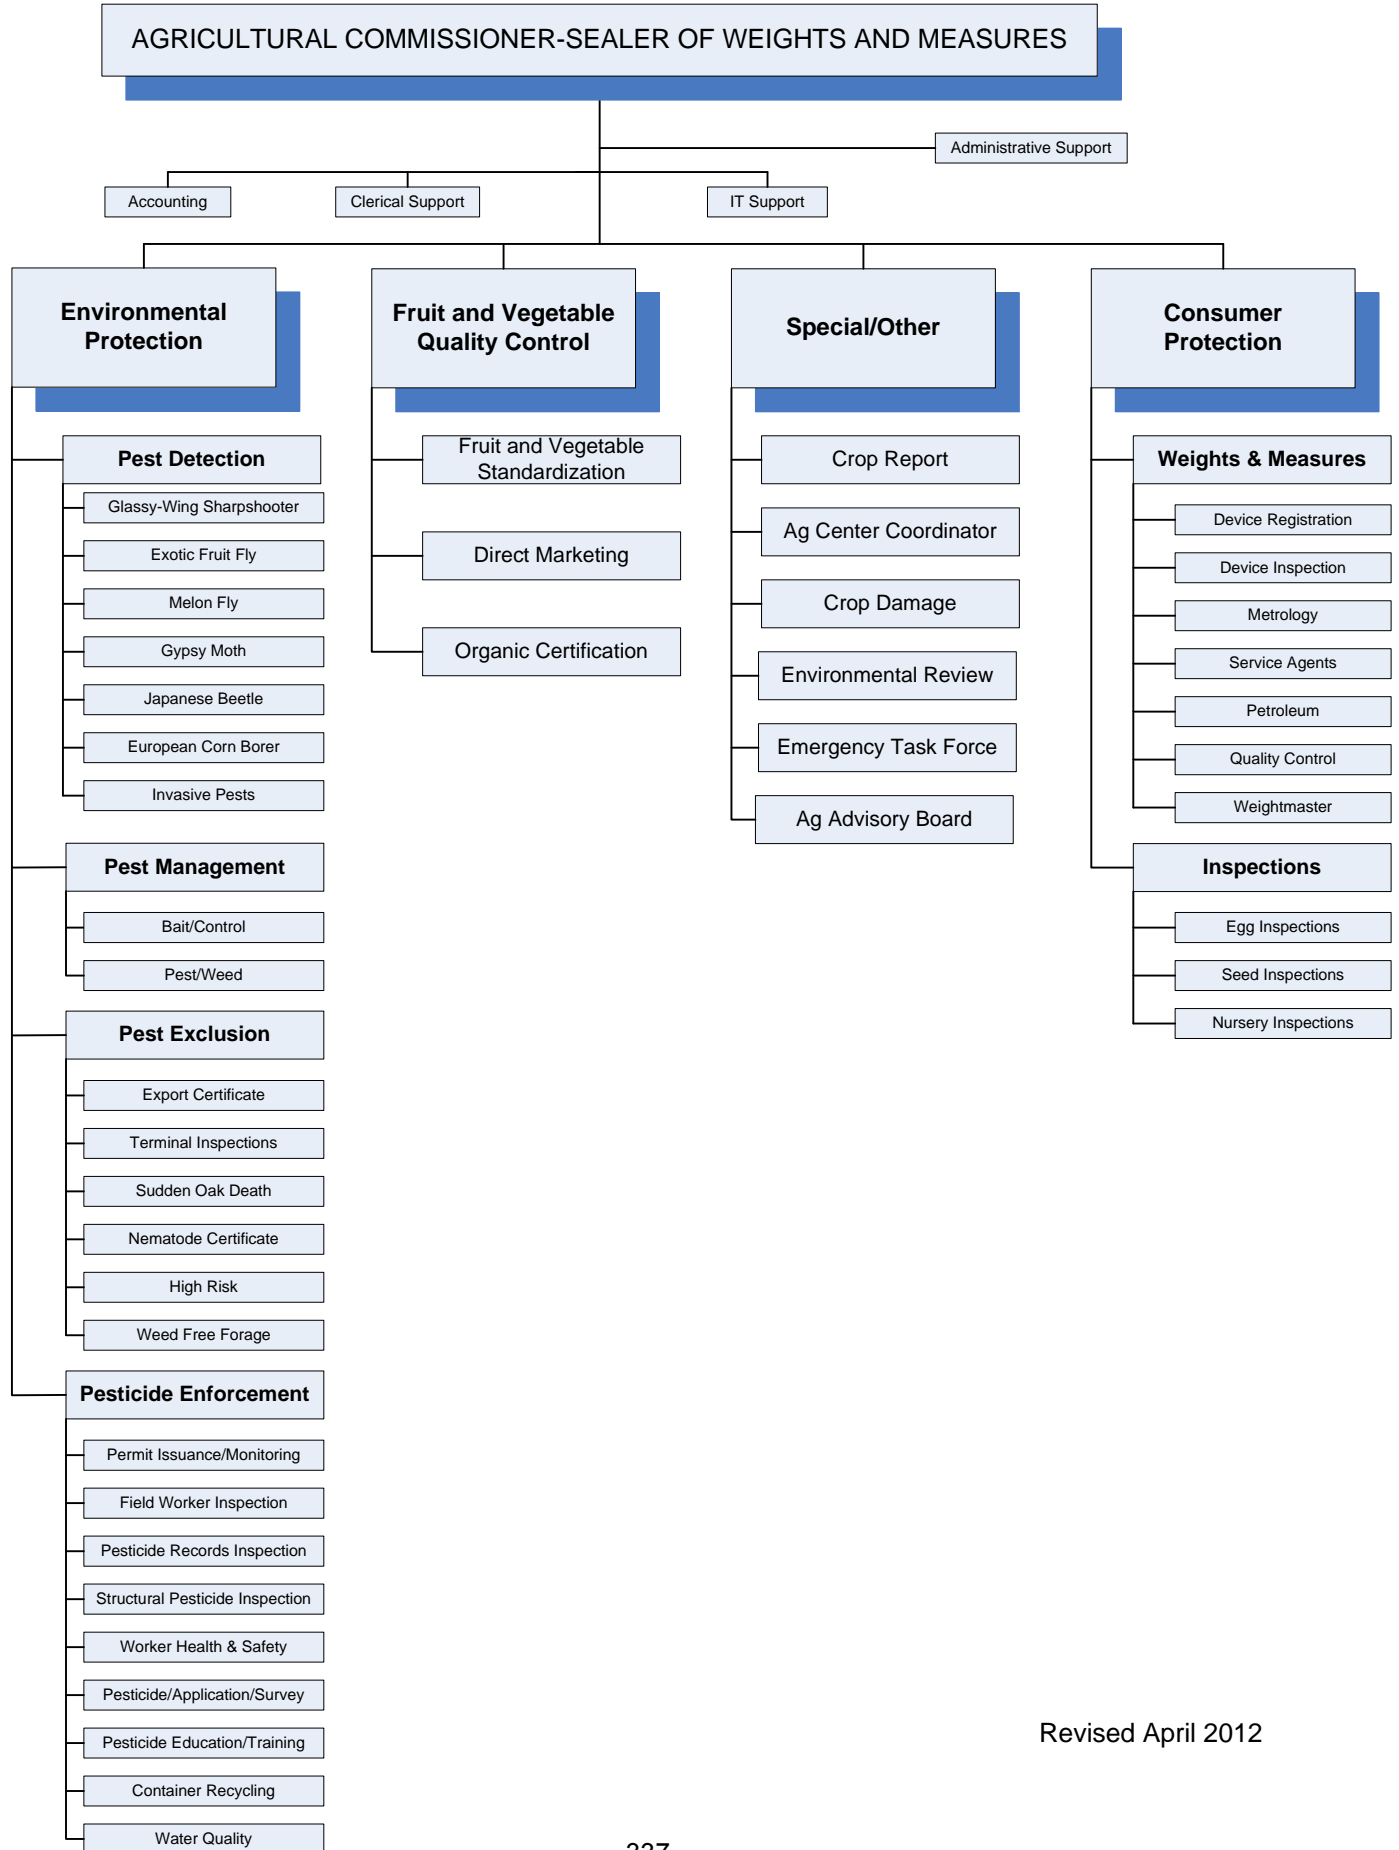 AGRICULTURAL COMMISSIONER-SEALER OF WEIGHTS AND MEASURES
Administrative Support
Accounting
Clerical Support
IT Support
Environmental
Protection
Fruit and Vegetable
Quality Control
Special/Other
Consumer
Protection
Pest Detection
Glassy-Wing Sharpshooter
Exotic Fruit Fly
Melon Fly
Gypsy Moth
Japanese Beetle
European Corn Borer
Invasive Pests
Pest Management
Bait/Control
Pest/Weed
Pest Exclusion
Export Certificate
Terminal Inspections
Sudden Oak Death
Nematode Certificate
High Risk
Weed Free Forage
Pesticide Enforcement
Permit Issuance/Monitoring
Field Worker Inspection
Pesticide Records Inspection
Structural Pesticide Inspection
Worker Health & Safety
Pesticide/Application/Survey
Pesticide Education/Training
Container Recycling
Water Quality
Fruit and Vegetable
Standardization
Direct Marketing
Organic Certification
Crop Report
Ag Center Coordinator
Crop Damage
Environmental Review
Emergency Task Force
Ag Advisory Board
Weights & Measures
Device Registration
Device Inspection
Metrology
Service Agents
Petroleum
Quality Control
Weightmaster
Inspections
Egg Inspections
Seed Inspections
Nursery Inspections
Revised April 2012